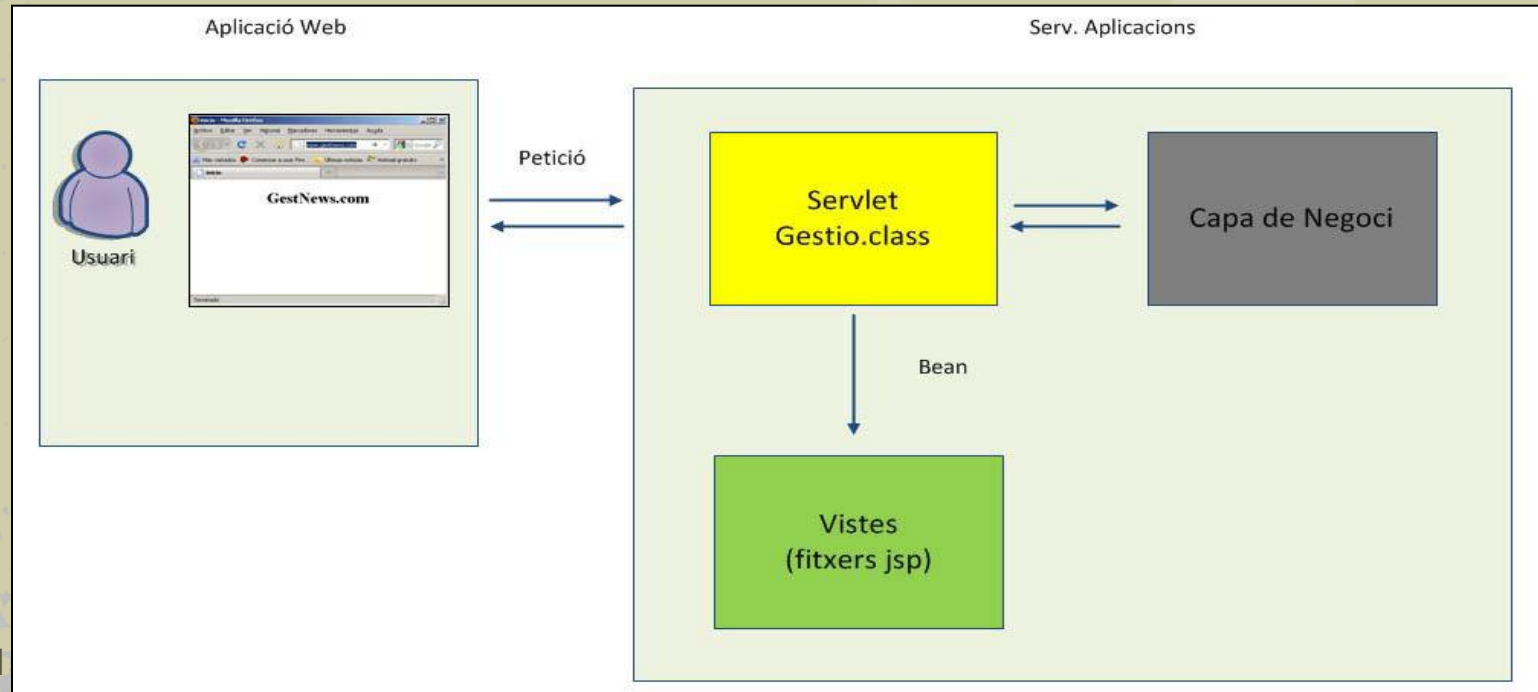 Aplicació Web
Serv. Aplicacions
Usuari
GestNews.com
Petició
Servlet
Gestio.class
Capa de Negoci
Bean
Vistes
(fitxers jsp)